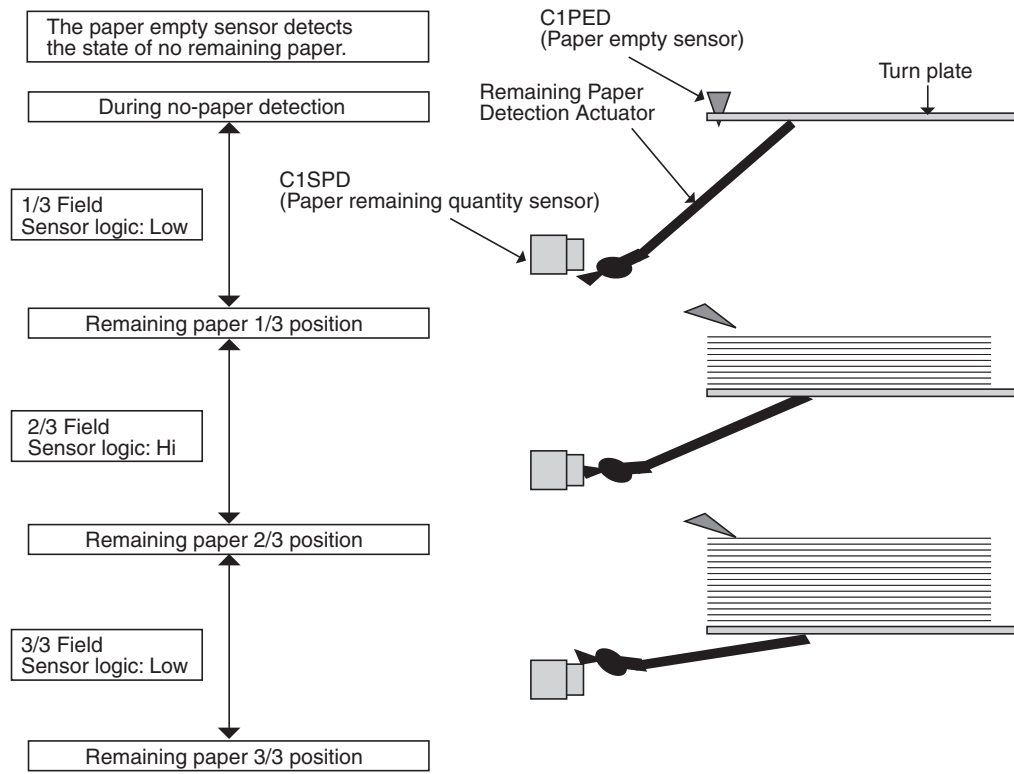 The paper empty sensor detects
the state of no remaining paper.
During no-paper detection
1/3 Field
Sensor logic: Low
Remaining paper 1/3 position
2/3 Field
Sensor logic: Hi
Remaining paper 2/3 position
3/3 Field
Sensor logic: Low
Remaining paper 3/3 position
C1PED
(Paper empty sensor)
Turn plate
Remaining Paper
Detection Actuator
C1SPD
(Paper remaining quantity sensor)